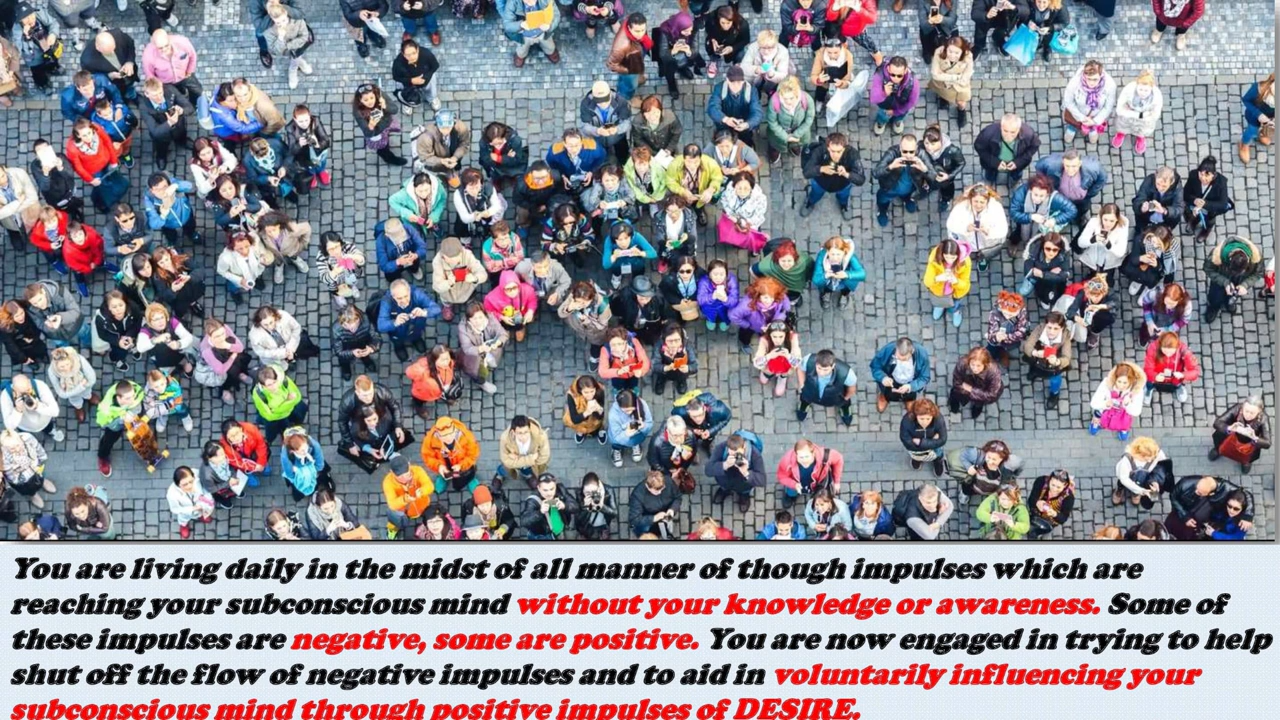 You are living daily in the midst of all manner of though impulses which are
reaching your subconscious mind without your knowledge or awareness. Some of
these impulses are negative, some are positive. You are now engaged in trying to help
shut off the flow of negative impulses and to aid in voluntarily influencing your
subconscious mind through positive impulses of DESIRE.